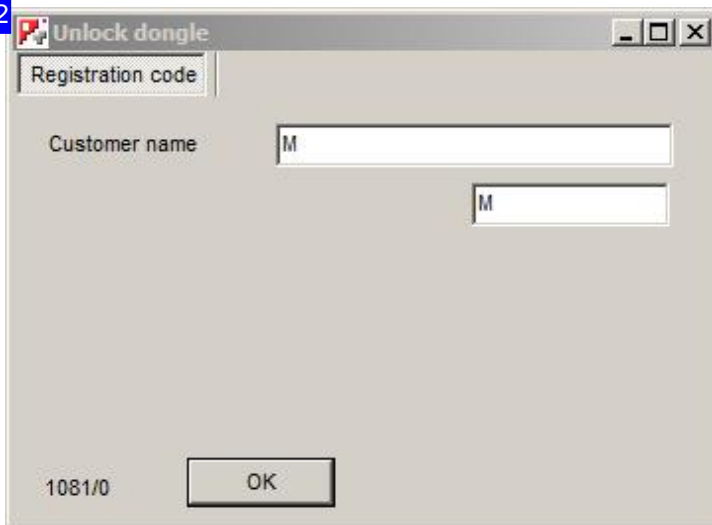 2
Unlock dongle
Registration code
Customer name M
M
1081/0 OK